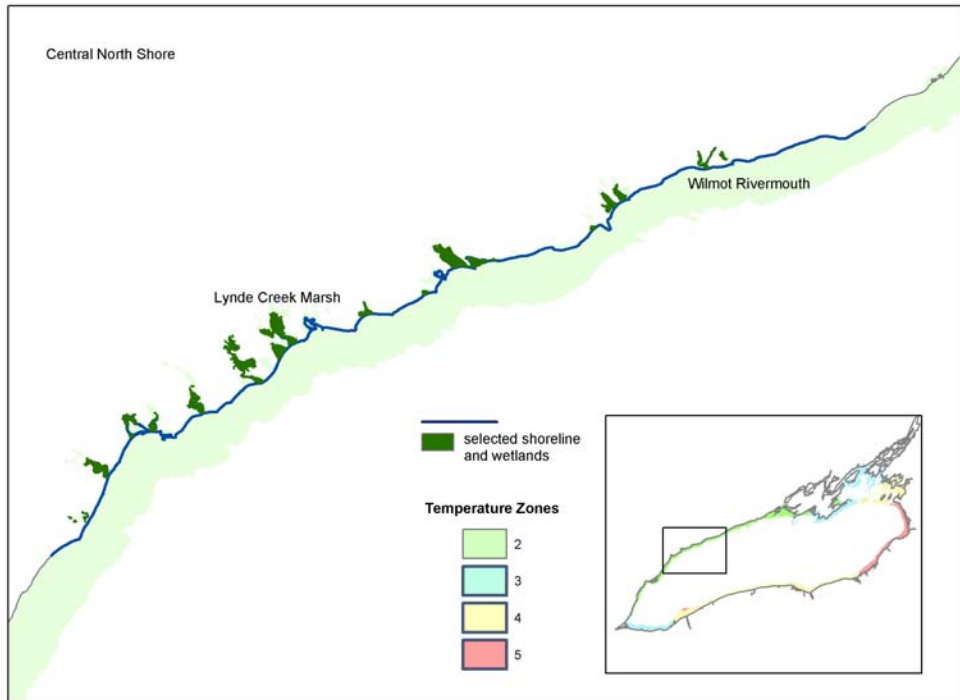 Central North Shore
Wilmot Rivermouth
Lynde Creek Marsh
selected shoreline
and wetlands
Temperature Zones
2
3
4
5